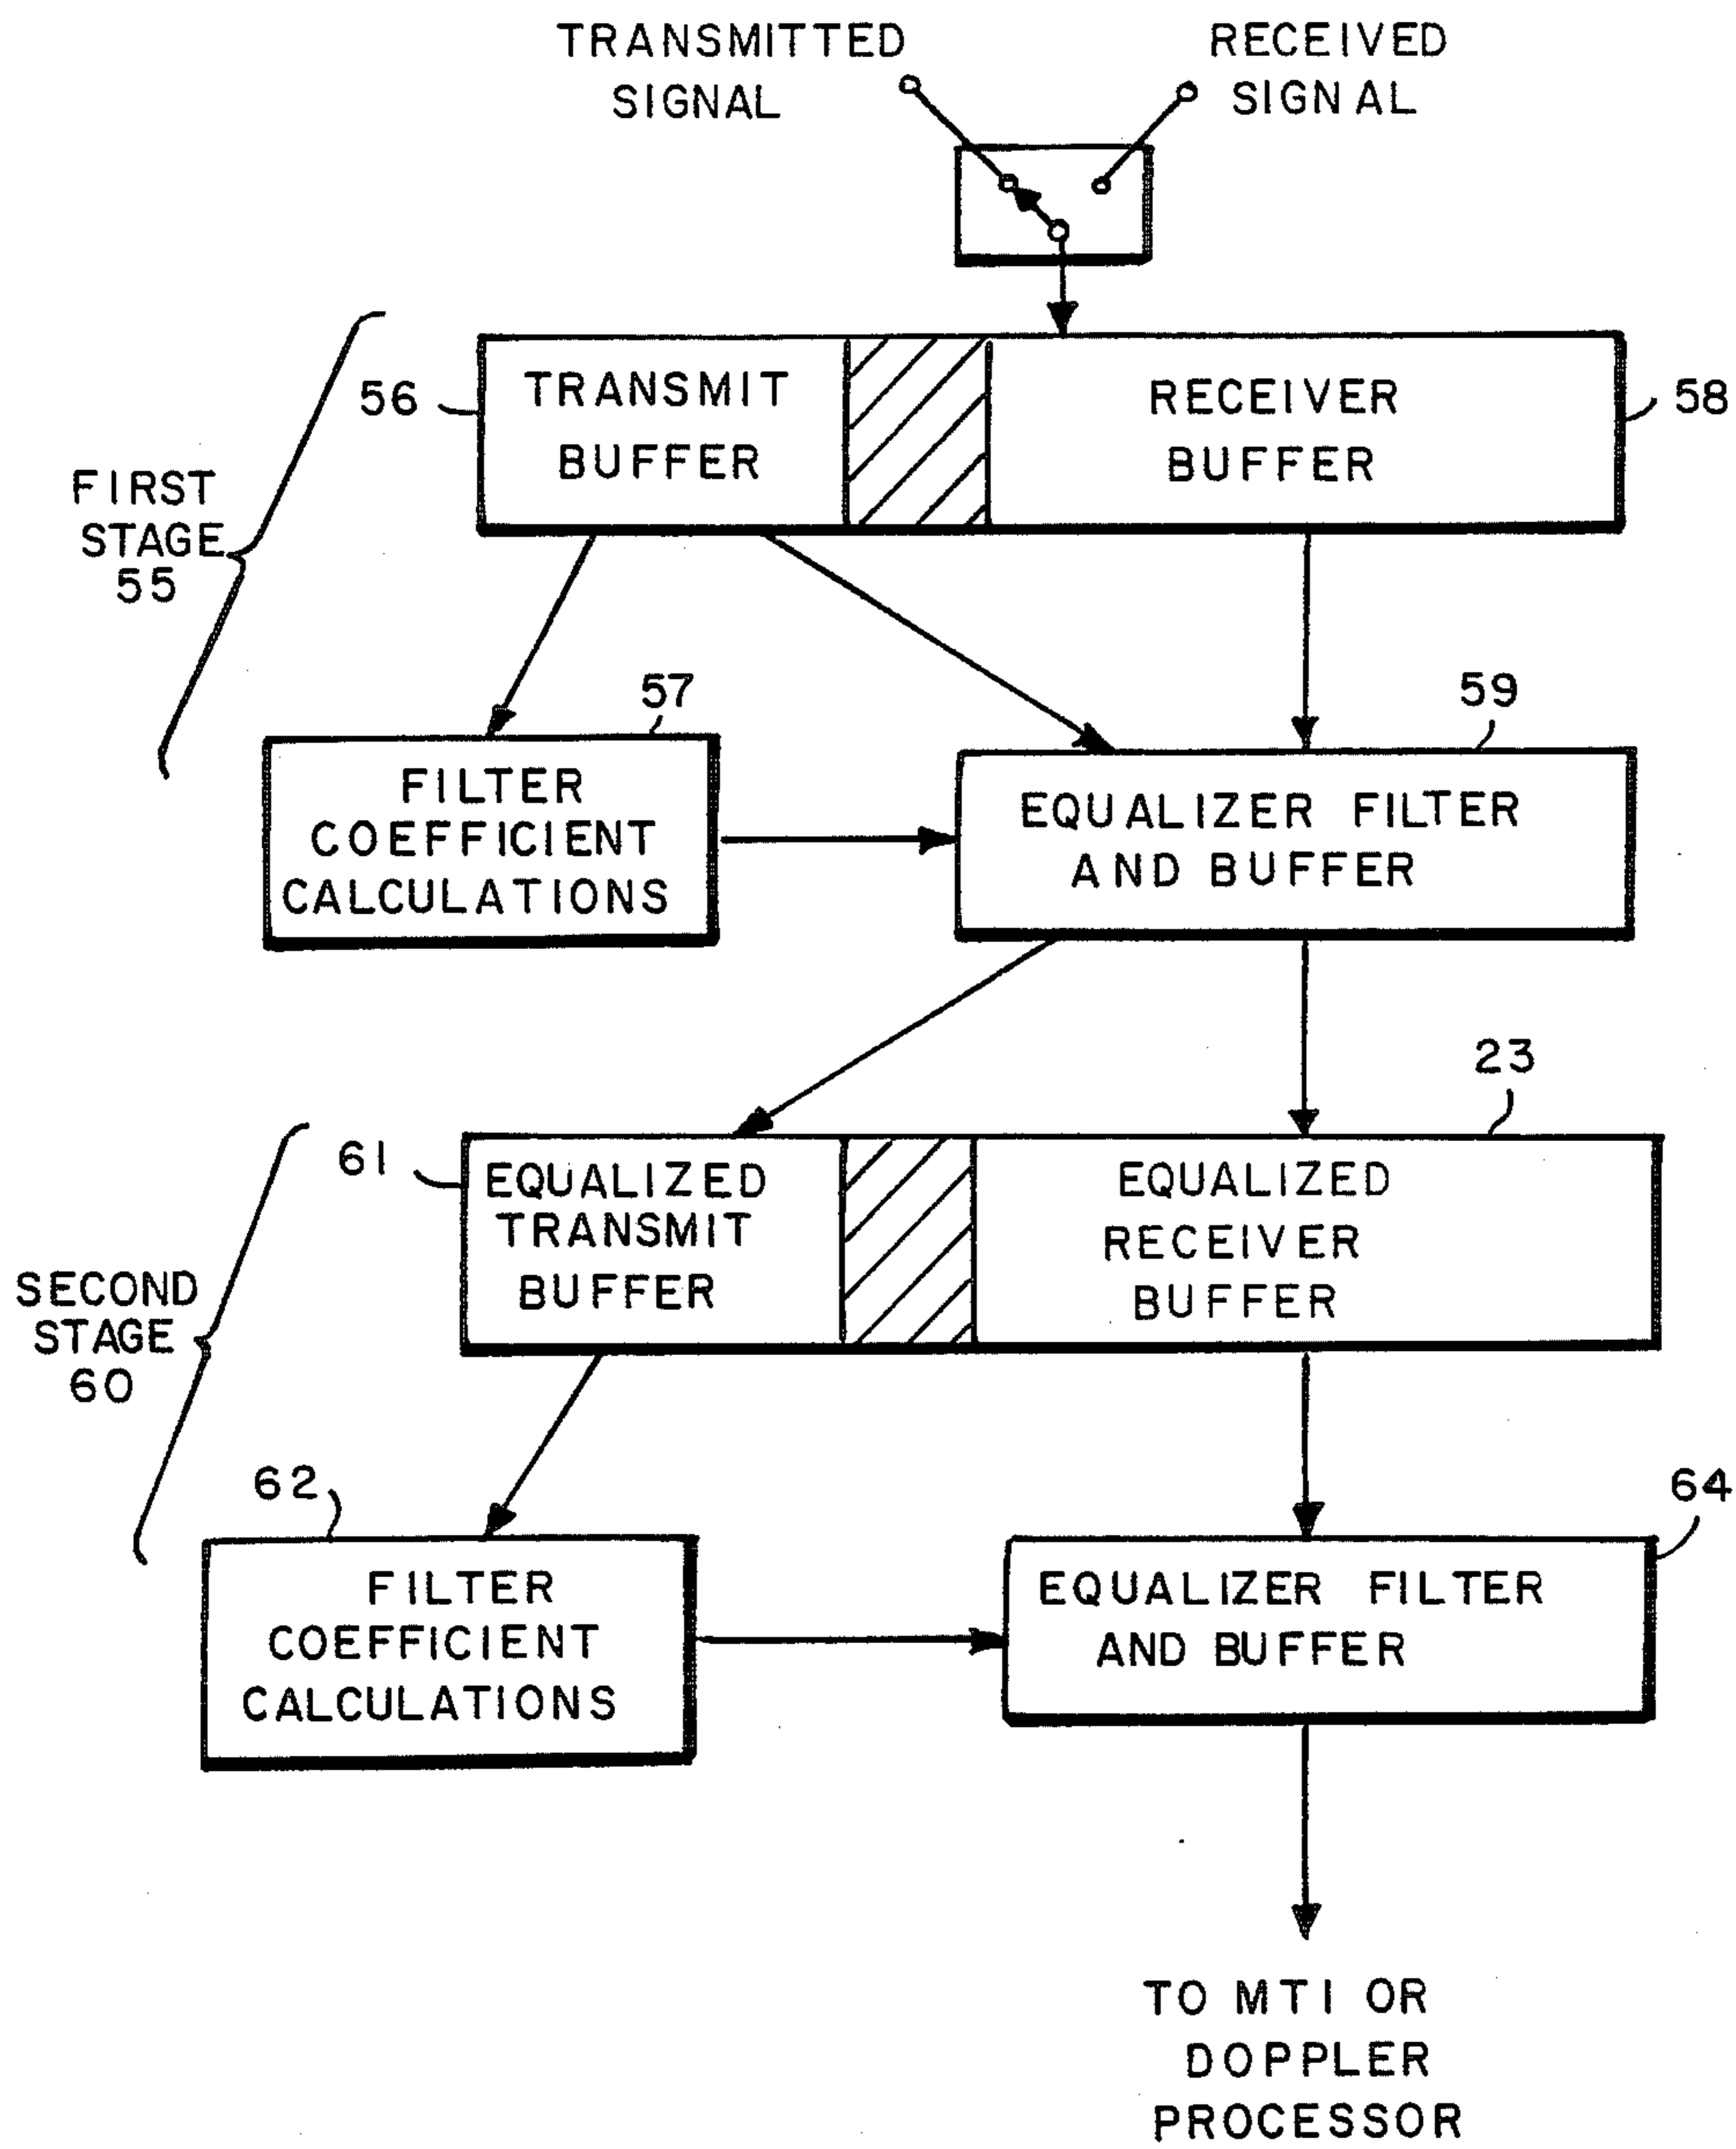 TRANSMITTED
SIGNAL
RECEIVED
SIGNAL
FIRST
STAGE
55
56
TRANSMIT
BUFFER
RECEIVER
BUFFER
58
57
FILTER
COEFFICIENT
CALCULATIONS
59
EQUALIZER FILTER
AND BUFFER
23
SECOND
STAGE
60
61
EQUALIZED
TRANSMIT
BUFFER
EQUALIZED
RECEIVER
BUFFER
62
FILTER
COEFFICIENT
CALCULATIONS
64
EQUALIZER FILTER
AND BUFFER
TO MTI OR
DOPPLER
PROCESSOR